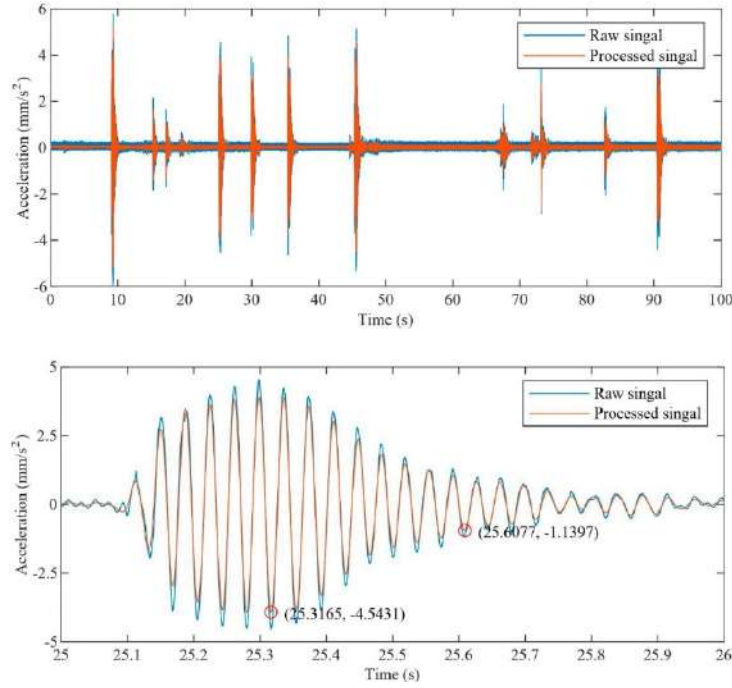 6
4
2
0
-2
-4
-6
Acceleration (mm/s²)
Raw singal
Processed singal
0 10 20 30 40 50 60 70 80 90 100
Time (s)
5
2.5
0
-2.5
-5
Acceleration (mm/s²)
Raw singal
Processed singal
(25.6077, -1.1397)
(25.3165, -4.5431)
25 25.1 25.2 25.3 25.4 25.5 25.6 25.7 25.8 25.9 26
Time (s)